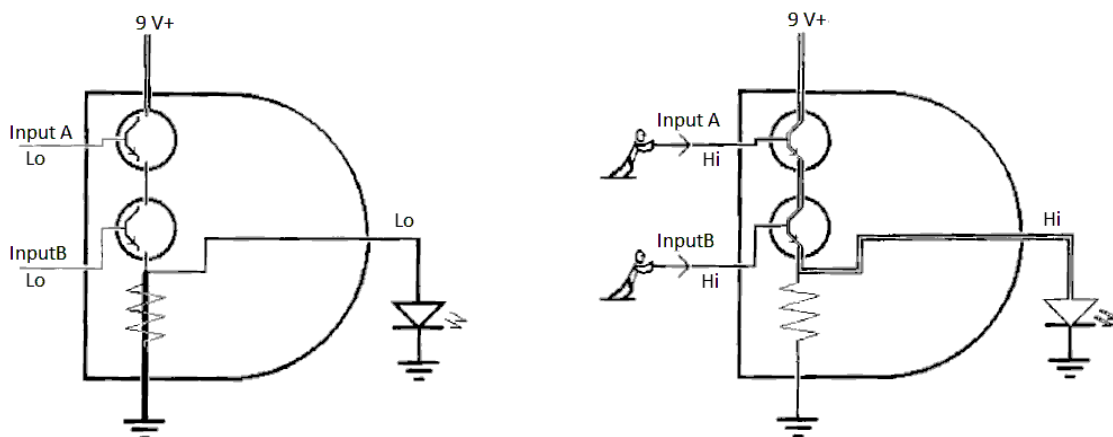 9 V+
Input A
Lo
InputB
Lo
Lo
9 V+
Input A
Hi
InputB
Hi
Hi